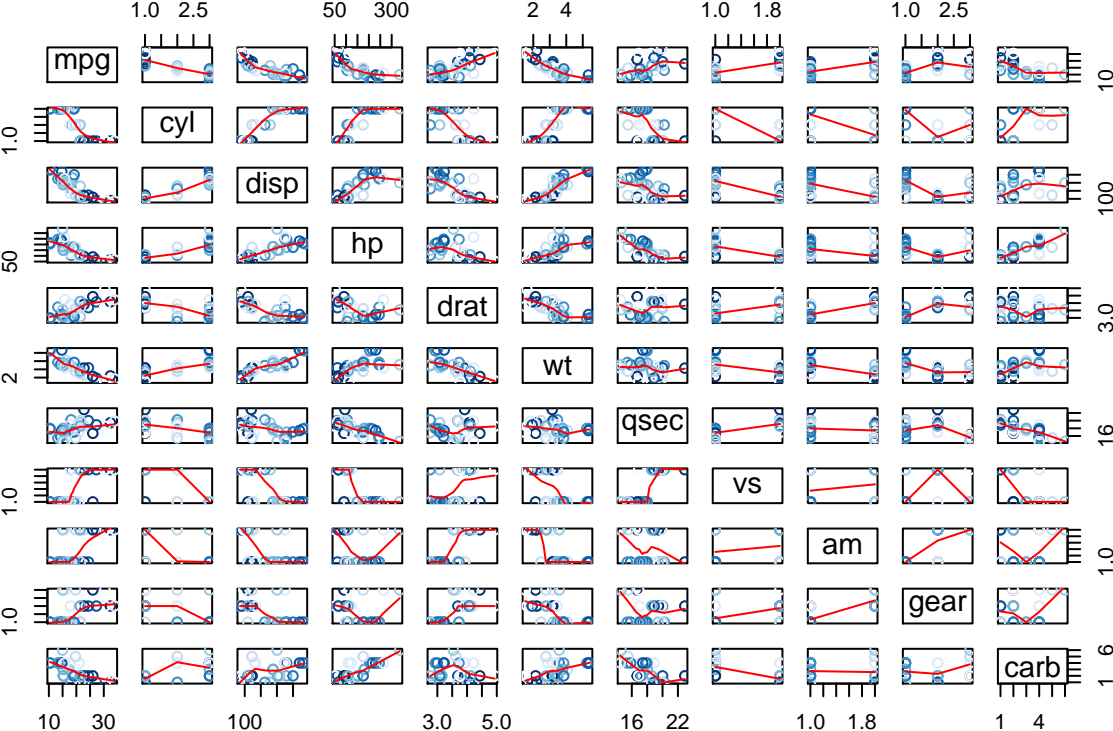 1.0 2.5 50 300 2 4 1.0 1.8 1.0 2.5
mpg 10
1.0 cyl
disp 100
50 hp
drat 3.0
2 wt
qsec 16
1.0 vs
am 1.0
1.0 gear
carb 1 6
10 30 100 3.0 5.0 16 22 1.0 1.8 1 4